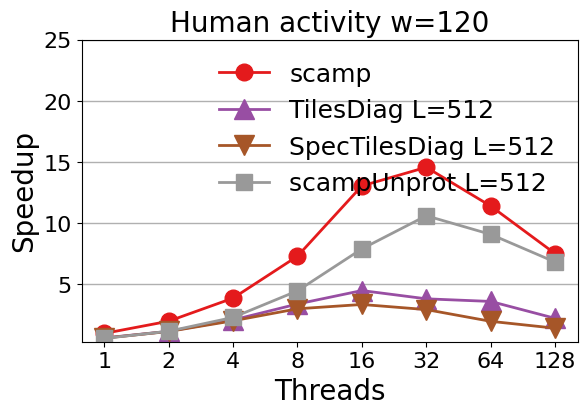 Human activity w=120
25
20
15
10
5
Speedup
scamp
TilesDiag L=512
SpecTilesDiag L=512
scampUnprot L=512
1 2 4 8 16 32 64 128
Threads